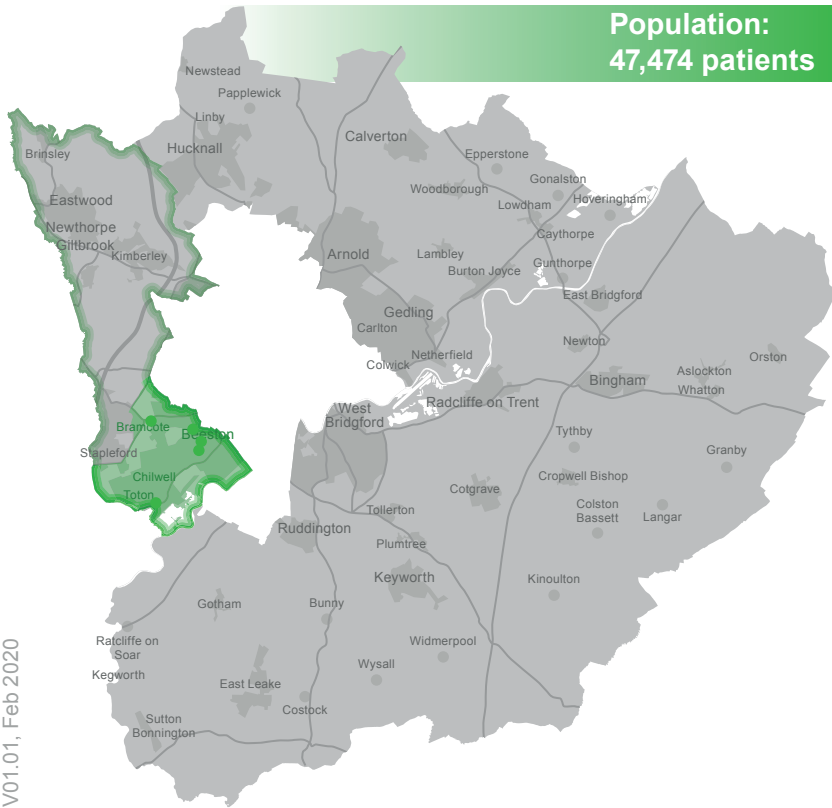 Population:
47,474 patients
Newstead
Papplewick
Linby
Hucknall
Calverton
Epperstone
Gonalston
Woodborough
Hoveringham
Lowdham
Caythorpe
Brinsley
Eastwood
Newthorpe
Giltbrook
Kimberley
Arnold
Lambley
Burton Joyce
Gunthorpe
East Bridgford
Gedling
Carlton
Colwick
Netherfield
Newton
Orston
Aslockton
Whatton
Bingham
Radcliffe on Trent
West
Bridgford
Bramcote
Beeston
Stapleford
Chilwell
Toton
Tythby
Granby
Cropwell Bishop
Cotgrave
Colston
Bassett
Langar
Tollerton
Ruddington
Plumtree
Keyworth
Kinoulton
Gotham
Bunny
Ratcliffe on
Soar
Kegworth
Widmerpool
Wysall
East Leake
Costock
Sutton
Bonnington
V01.01, Feb 2020